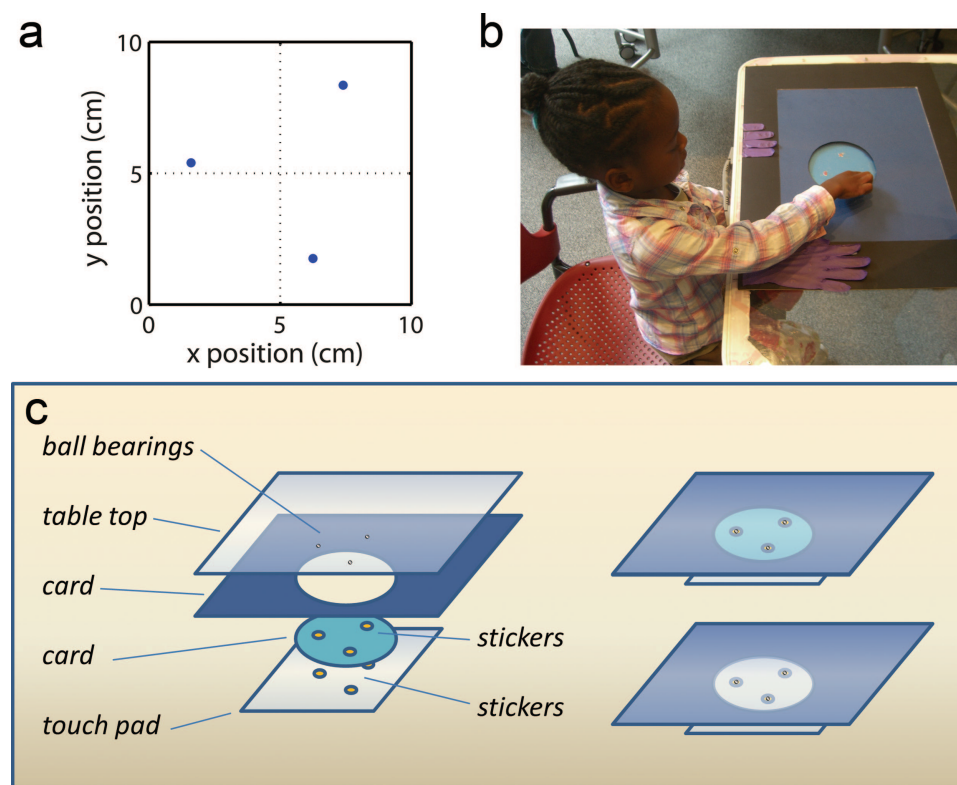 a
10
5
0
0
5
10
y position (cm)
x position (cm)
b
c
ball bearings
table top
card
card
touch pad
stickers
stickers